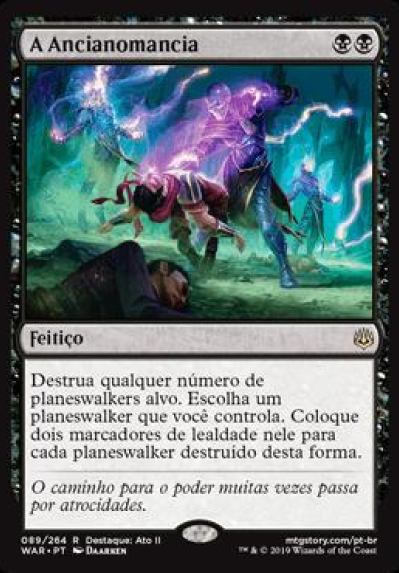 A Ancianomancia
Feitiço
Destrua qualquer número de
planeswalkers alvo. Escolha um
planeswalker que você controla. Coloque
dois marcadores de lealdade nele para
cada planeswalker destruído desta forma.
O caminho para o poder muitas vezes passa
por atrocidades.
089/264 R Destaque: Ato II
WAR • PT Daarken
mtgstory.com/pt-br
™ & © 2019 Wizards of the Coast